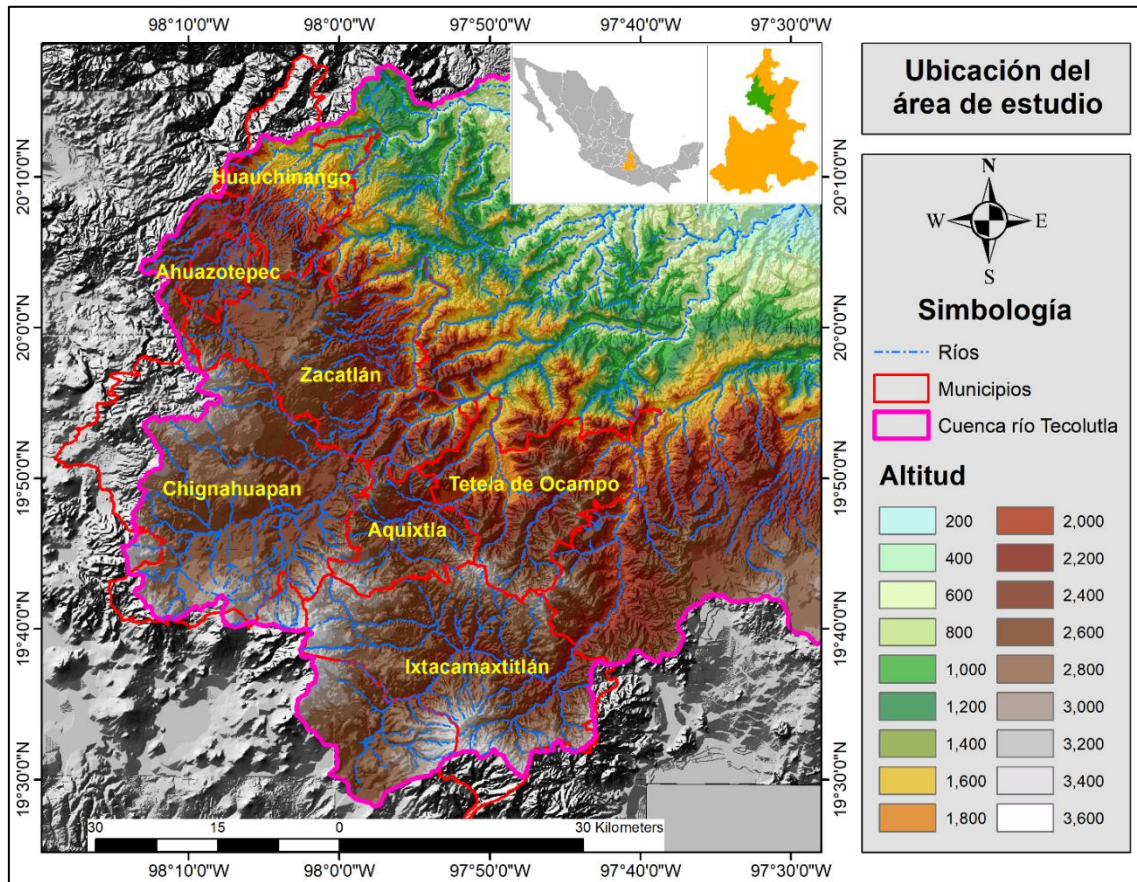 98°10'0"W 98°0'0"W 97°50'0"W 97°40'0"W 97°30'0"W
20°10'0"N
20°0'0"N
19°50'0"N
19°40'0"N
19°30'0"N
Huauchinango
Ahuazotepec
Zacatlán
Chignahuapan
Tetela de Ocampo
Aquixtla
Ixtacamaxtitlán
30 15 0 30 Kilometers
20°10'0"N
20°0'0"N
19°50'0"N
19°40'0"N
19°30'0"N
98°10'0"W 98°0'0"W 97°50'0"W 97°40'0"W 97°30'0"W
Ubicación del
área de estudio
N
W E
S
Simbología
Ríos
Municipios
Cuenca río Tecolutla
Altitud
200 2,000
400 2,200
600 2,400
800 2,600
1,000 2,800
1,200 3,000
1,400 3,200
1,600 3,400
1,800 3,600